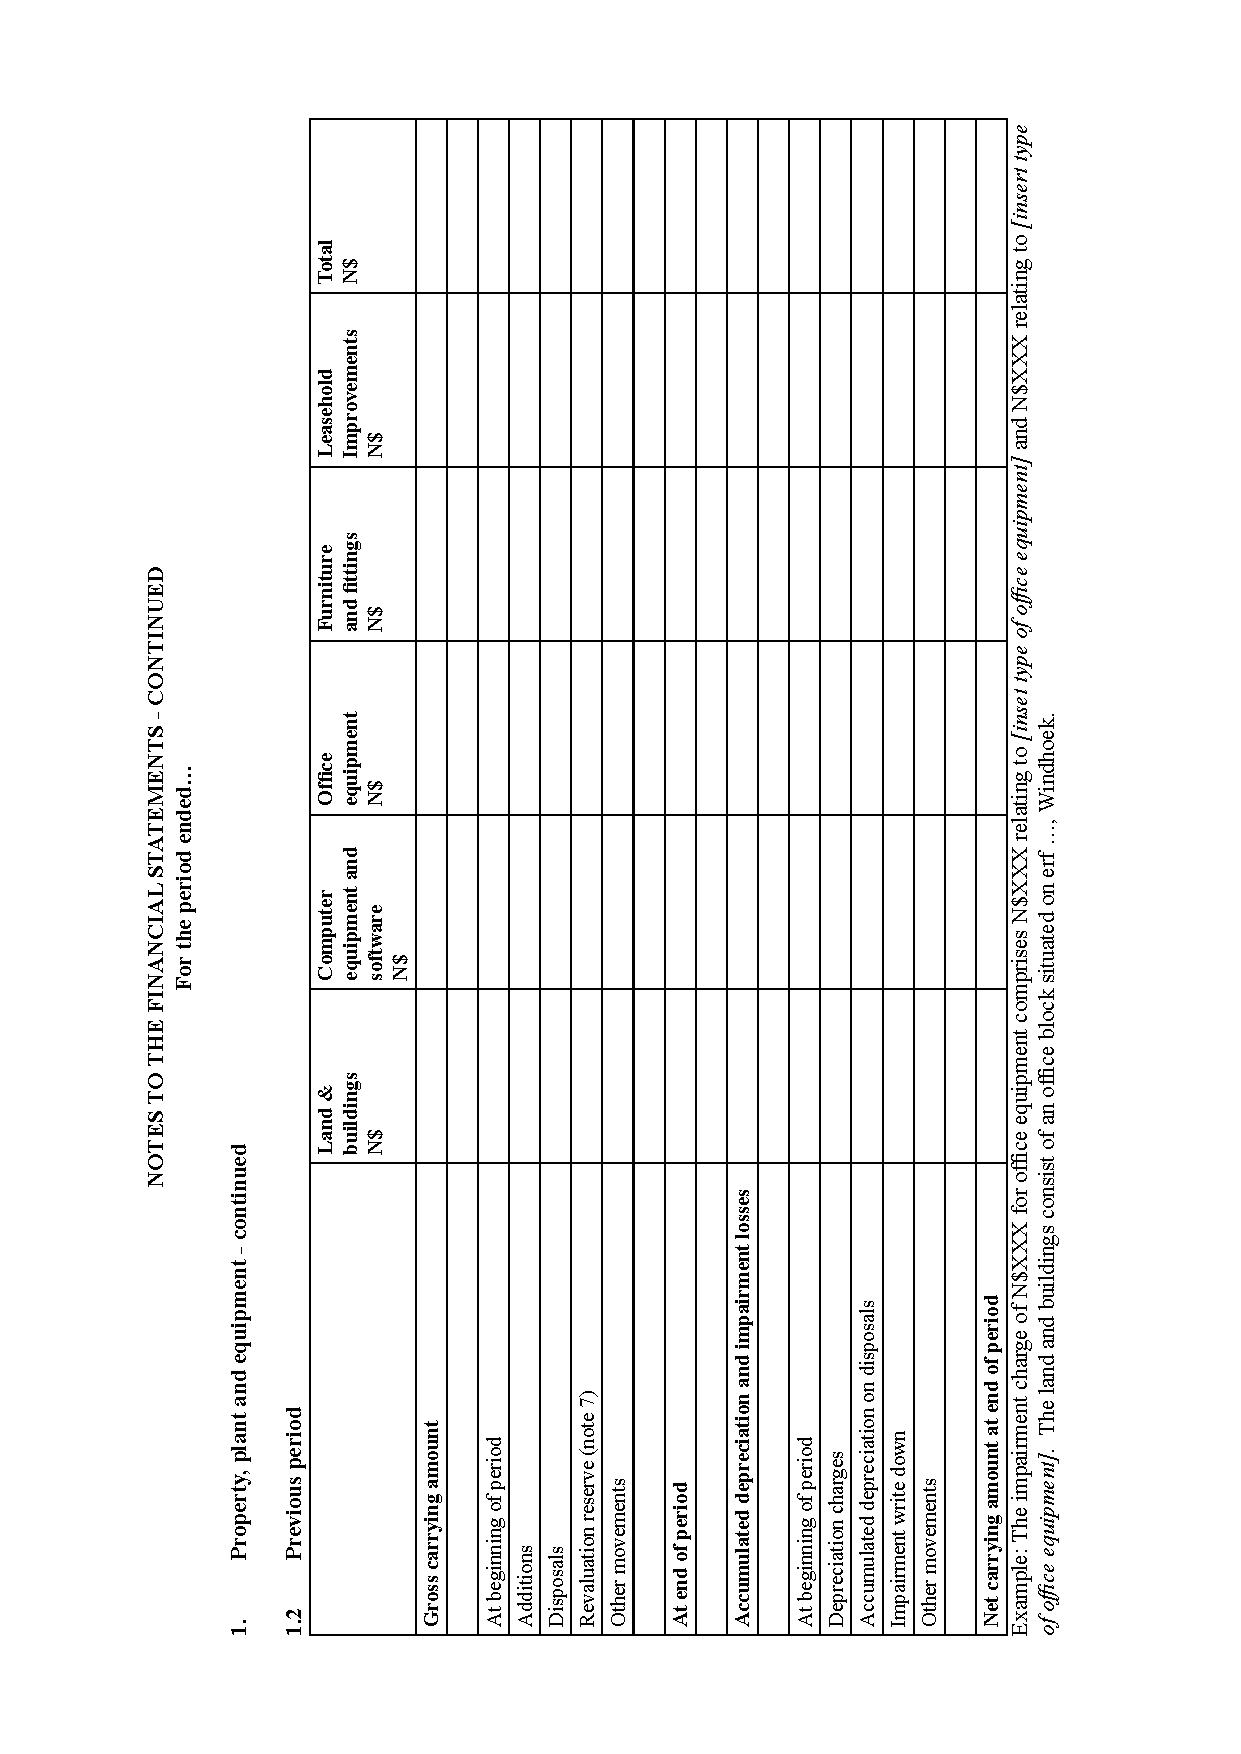 NOTES TO THE FINANCIAL STATEMENTS - CONTINUED
For the period ended…
1. Property, plant and equipment - continued
1.2 Previous period
Land & buildings N$ Computer equipment and software N$ Office equipment N$ Furniture and fittings N$ Leasehold Improvements N$ Total N$
Gross carrying amount
At beginning of period
Additions
Disposals
Revaluation reserve (note 7)
Other movements
At end of period
Accumulated depreciation and impairment losses
At beginning of period
Depreciation charges
Accumulated depreciation on disposals
Impairment write down
Other movements
Net carrying amount at end of period
Example: The impairment charge of N$XXX for office equipment comprises N$XXX relating to [inset type of office equipment] and N$XXX relating to [insert type
of office equipment]. The land and buildings consist of an office block situated on erf …, Windhoek.